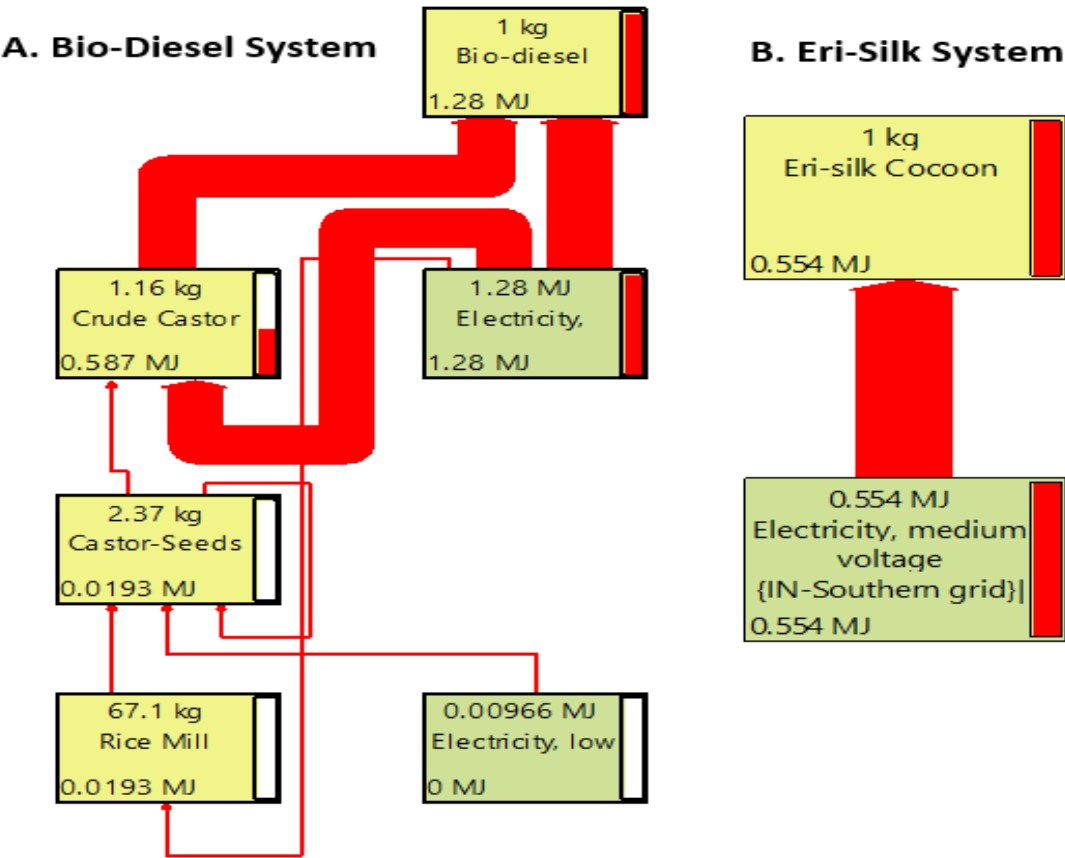 A. Bio-Diesel System
1 kg
Bio-diesel
1.28 MJ
1.16 kg
Crude Castor
0.587 MJ
1.28 MJ
Electricity,
1.28 MJ
2.37 kg
Castor-Seeds
0.0193 MJ
67.1 kg
Rice Mill
0.0193 MJ
0.00966 MJ
Electricity, low
0 MJ
B. Eri-Silk System
1 kg
Eri-silk Cocoon
0.554 MJ
0.554 MJ
Electricity, medium
voltage
{IN-Southern grid}|
0.554 MJ